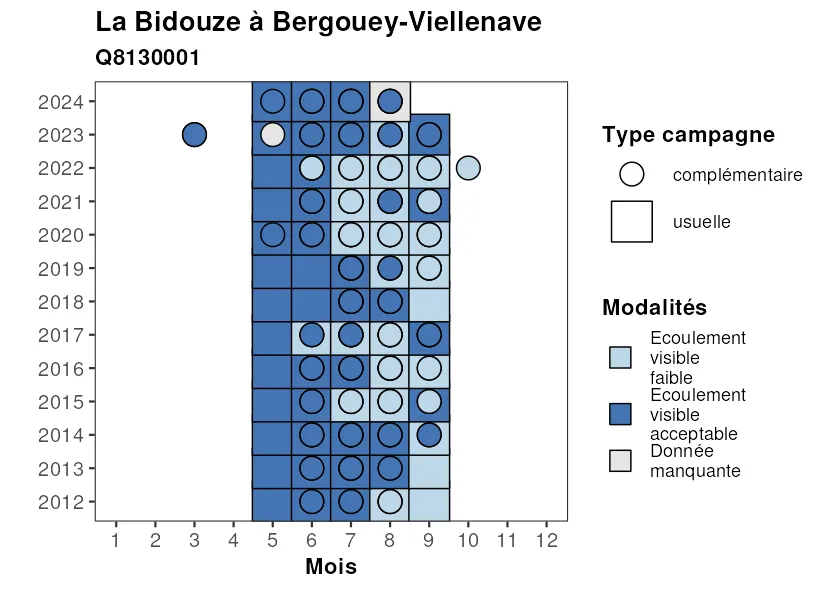 La Bidouze à Bergouey-Viellenave
Q8130001
2024
2023
2022
2021
2020
2019
2018
2017
2016
2015
2014
2013
2012
1 2 3 4 5 6 7 8 9 10 11 12
Mois
Type campagne
complémentaire
usuelle
Modalités
Ecoulement
visible
faible
Ecoulement
visible
acceptable
Donnée
manquante